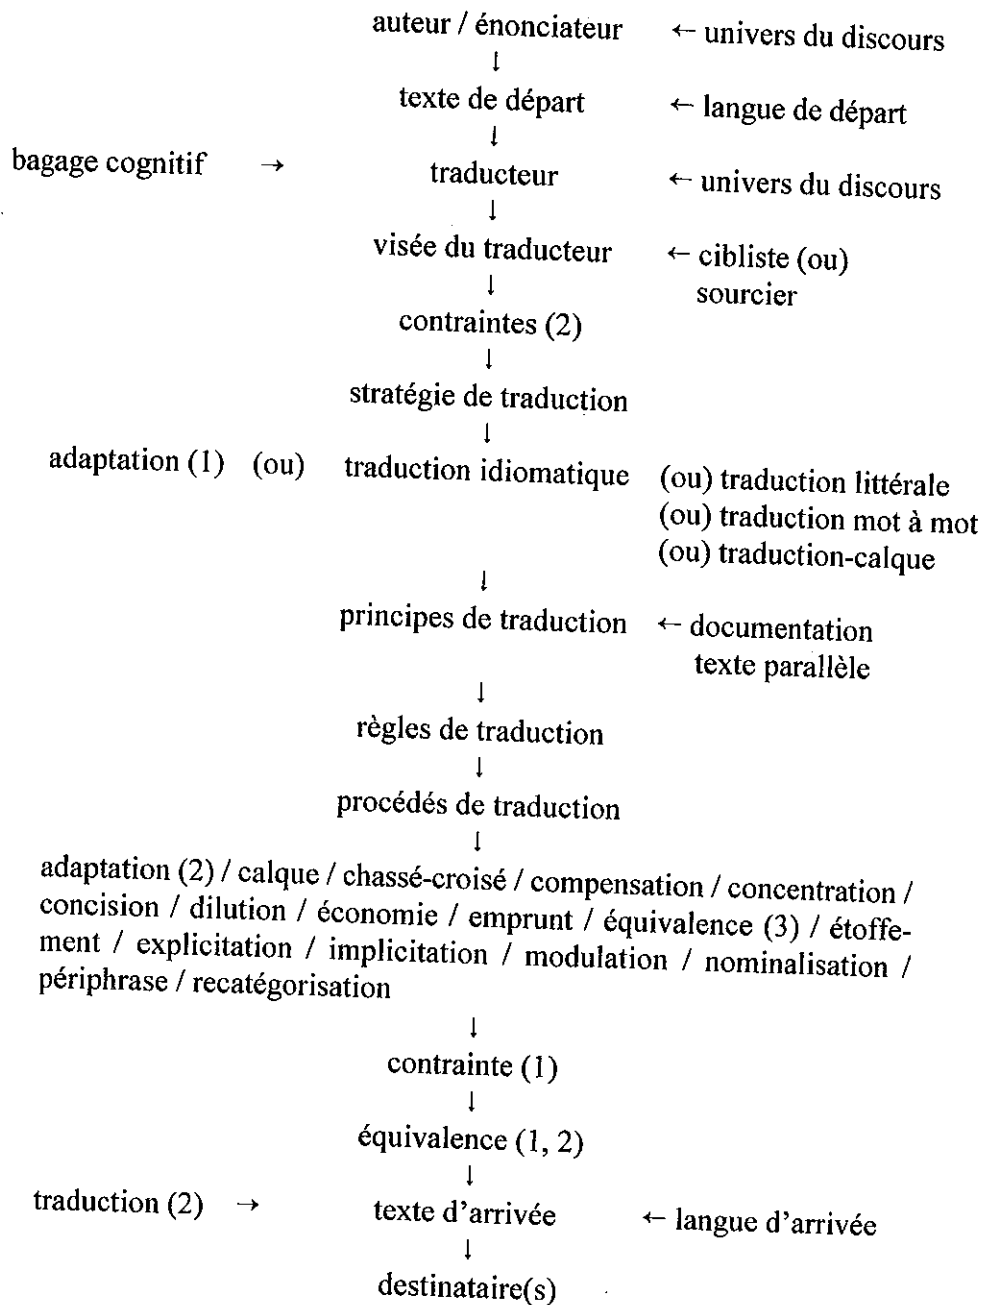 auteur / énonciateur ← univers du discours
↓
texte de départ ← langue de départ
↓
bagage cognitif → traducteur ← univers du discours
↓
visée du traducteur ← cibliste (ou)
sourcier
↓
contraintes (2)
↓
stratégie de traduction
↓
adaptation (1) (ou) traduction idiomatique (ou) traduction littérale
(ou) traduction mot à mot
(ou) traduction-calque
↓
principes de traduction ← documentation
texte parallèle
↓
règles de traduction
↓
procédés de traduction
↓
adaptation (2) / calque / chassé-croisé / compensation / concentration /
concision / dilution / économie / emprunt / équivalence (3) / étoffe-
ment / explicitation / implicitation / modulation / nominalisation /
périphrase / recatégorisation
↓
contrainte (1)
↓
équivalence (1, 2)
↓
traduction (2) → texte d'arrivée ← langue d'arrivée
↓
destinataire(s)